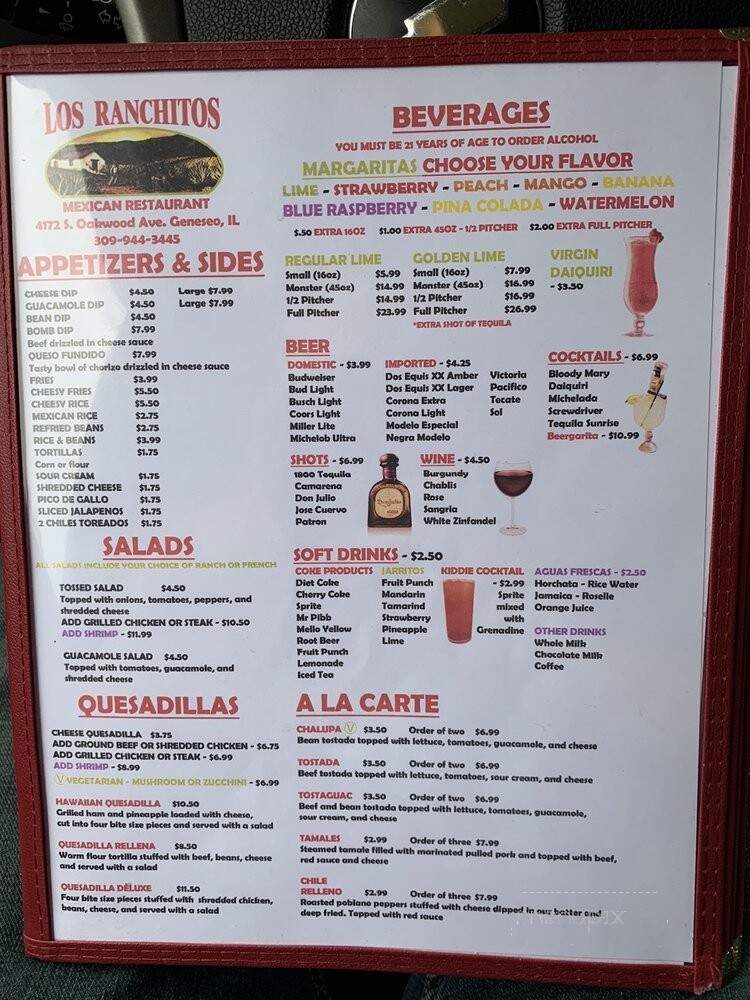 LOS RANCHITOS
MEXICAN RESTAURANT
4172 S. Oakwood Ave. Geneseo, IL
309-944-3445
APPETIZERS & SIDES
CHEESE DIP $4.50 Large $7.99
GUACAMOLE DIP $4.50 Large $7.99
BEAN DIP $4.50
BOMB DIP $7.99
Beef drizzled in cheese sauce
QUESO FUNDIDO $7.99
Tasty bowl of chorizo drizzled in cheese sauce
FRIES $3.99
CHEESY FRIES $5.50
CHEESY RICE $5.50
MEXICAN RICE $2.75
REFRIED BEANS $2.75
RICE & BEANS $3.99
TORTILLAS $1.75
Corn or flour
SOUR CREAM $1.75
SHREDDED CHEESE $1.75
PICO DE GALLO $1.75
SLICED JALAPENOS $1.75
2 CHILES TOREADOS $1.75
SALADS
ALL SALADS INCLUDE YOUR CHOICE OF RANCH OR FRENCH
TOSSED SALAD $4.50
Topped with onions, tomatoes, peppers, and
shredded cheese
ADD GRILLED CHICKEN OR STEAK - $10.50
ADD SHRIMP - $11.99
GUACAMOLE SALAD $4.50
Topped with tomatoes, guacamole, and
shredded cheese
QUESADILLAS
CHEESE QUESADILLA $3.75
ADD GROUND BEEF OR SHREDDED CHICKEN - $6.75
ADD GRILLED CHICKEN OR STEAK - $6.99
ADD SHRIMP - $8.99
V VEGETARIAN - MUSHROOM OR ZUCCHINI - $6.99
HAWAIIAN QUESADILLA $10.50
Grilled ham and pineapple loaded with cheese,
cut into four bite size pieces and served with a salad
QUESADILLA RELLENA $8.50
Warm flour tortilla stuffed with beef, beans, cheese
and served with a salad
QUESADILLA DELUXE $11.50
Four bite size pieces stuffed with shredded chicken,
beans, cheese, and served with a salad
BEVERAGES
YOU MUST BE 21 YEARS OF AGE TO ORDER ALCOHOL
MARGARITAS CHOOSE YOUR FLAVOR
LIME - STRAWBERRY - PEACH - MANGO - BANANA
BLUE RASPBERRY - PINA COLADA - WATERMELON
$.50 EXTRA 16OZ $1.00 EXTRA 45OZ - 1/2 PITCHER $2.00 EXTRA FULL PITCHER
REGULAR LIME
Small (16oz) $5.99
Monster (45oz) $14.99
1/2 Pitcher $14.99
Full Pitcher $23.99
GOLDEN LIME
Small (16oz) $7.99
Monster (45oz) $16.99
1/2 Pitcher $16.99
Full Pitcher $26.99
*EXTRA SHOT OF TEQUILA
VIRGIN
DAIQUIRI
- $3.50
BEER
DOMESTIC - $3.99
Budweiser
Bud Light
Busch Light
Coors Light
Miller Lite
Michelob Ultra
IMPORTED - $4.25
Dos Equis XX Amber Victoria
Dos Equis XX Lager Pacifico
Corona Extra Tecate
Corona Light Sol
Modelo Especial
Negra Modelo
COCKTAILS - $6.99
Bloody Mary
Daiquiri
Michelada
Screwdriver
Tequila Sunrise
Beergarita - $10.99
SHOTS - $6.99
1800 Tequila
Camarena
Don Julio
Jose Cuervo
Patron
Don Julio
WINE - $4.50
Burgundy
Chablis
Rose
Sangria
White Zinfandel
SOFT DRINKS - $2.50
COKE PRODUCTS
Diet Coke
Cherry Coke
Sprite
Mr Pibb
Mello Yellow
Root Beer
Fruit Punch
Lemonade
Iced Tea
JARRITOS
Fruit Punch
Mandarin
Tamarind
Strawberry
Pineapple
Lime
KIDDIE COCKTAIL
- $2.99
Sprite
mixed
with
Grenadine
AGUAS FRESCAS - $2.50
Horchata - Rice Water
Jamaica - Roselle
Orange Juice
OTHER DRINKS
Whole Milk
Chocolate Milk
Coffee
A LA CARTE
CHALUPA V $3.50 Order of two $6.99
Bean tostada topped with lettuce, tomatoes, guacamole, and cheese
TOSTADA $3.50 Order of two $6.99
Beef tostada topped with lettuce, tomatoes, sour cream, and cheese
TOSTAGUAC $3.50 Order of two $6.99
Beef and bean tostada topped with lettuce, tomatoes, guacamole,
sour cream, and cheese
TAMALES $2.99 Order of three $7.99
Steamed tamale filled with marinated pulled pork and topped with beef,
red sauce and cheese
CHILE
RELLENO $2.99 Order of three $7.99
Roasted poblano peppers stuffed with cheese dipped in our batter and
deep fried. Topped with red sauce